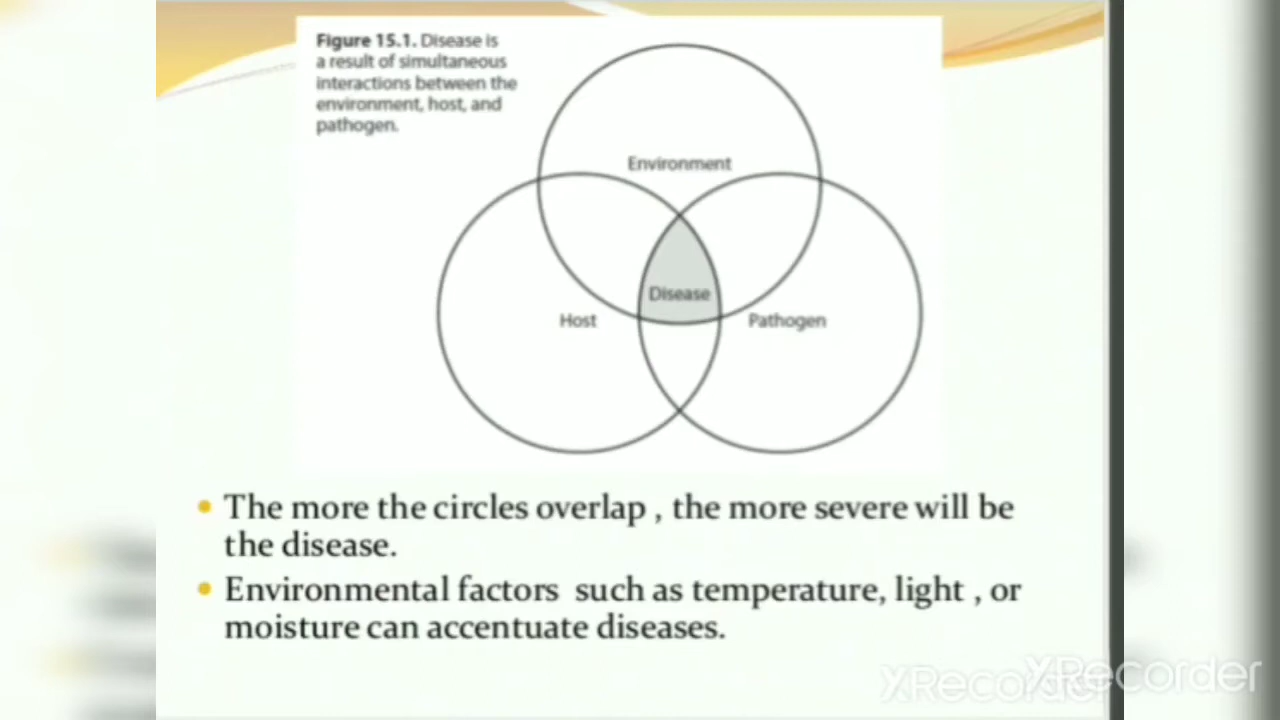 Figure 15.1. Disease is
a result of simultaneous
interactions between the
environment, host, and
pathogen.
Environment
Disease
Host
Pathogen
• The more the circles overlap , the more severe will be
the disease.
• Environmental factors such as temperature, light , or
moisture can accentuate diseases.
XRecorder
XRecorder